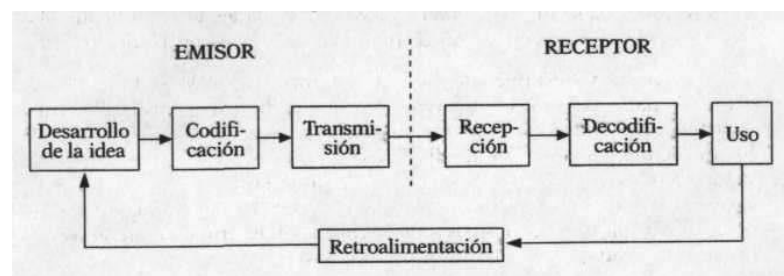 EMISOR
RECEPTOR
Desarrollo
de la idea
Codifi-
cación
Transmi-
sión
Recep-
ción
Decodifi-
cación
Uso
Retroalimentación